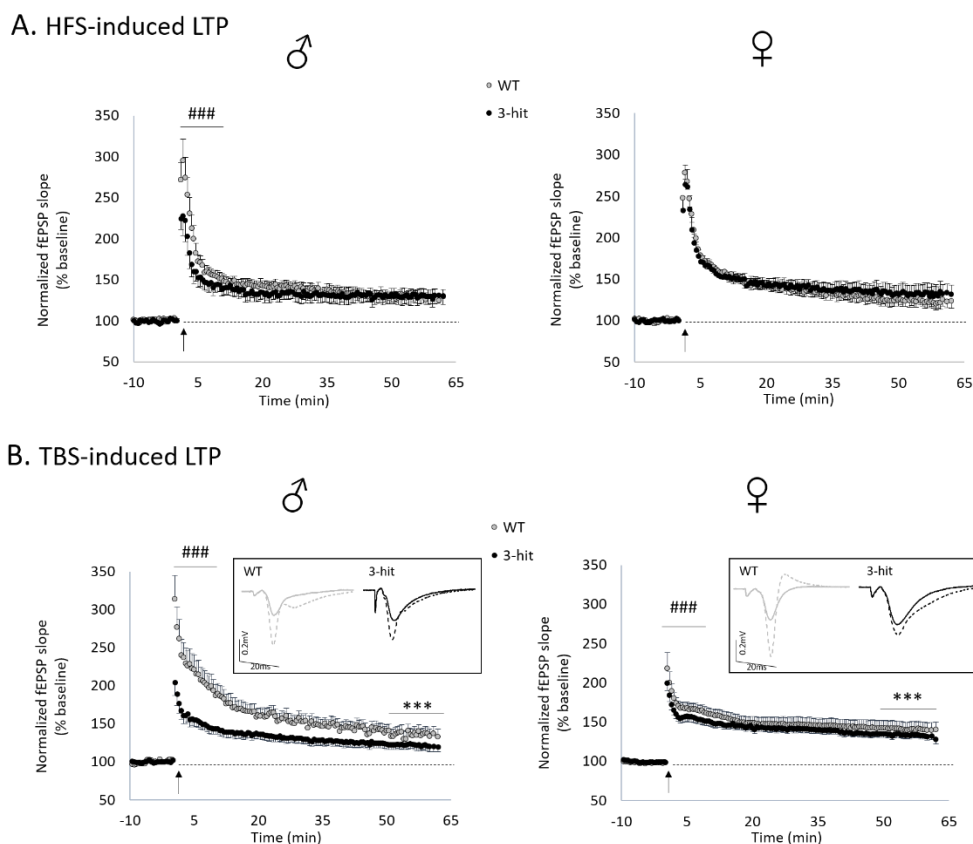 A. HFS-induced LTP
♂
♀
WT
3-hit
###
350
300
250
200
150
100
50
Normalized fEPSP slope
(% baseline)
-10
5
20
35
50
65
Time (min)
350
300
250
200
150
100
50
Normalized fEPSP slope
(% baseline)
-10
5
20
35
50
65
Time (min)
B. TBS-induced LTP
♂
♀
WT
3-hit
###
WT
3-hit
0.2mV
20ms
***
350
300
250
200
150
100
50
Normalized fEPSP slope
(% baseline)
-10
5
20
35
50
65
Time (min)
###
WT
3-hit
0.2mV
20ms
***
350
300
250
200
150
100
50
Normalized fEPSP slope
(% baseline)
-10
5
20
35
50
65
Time (min)